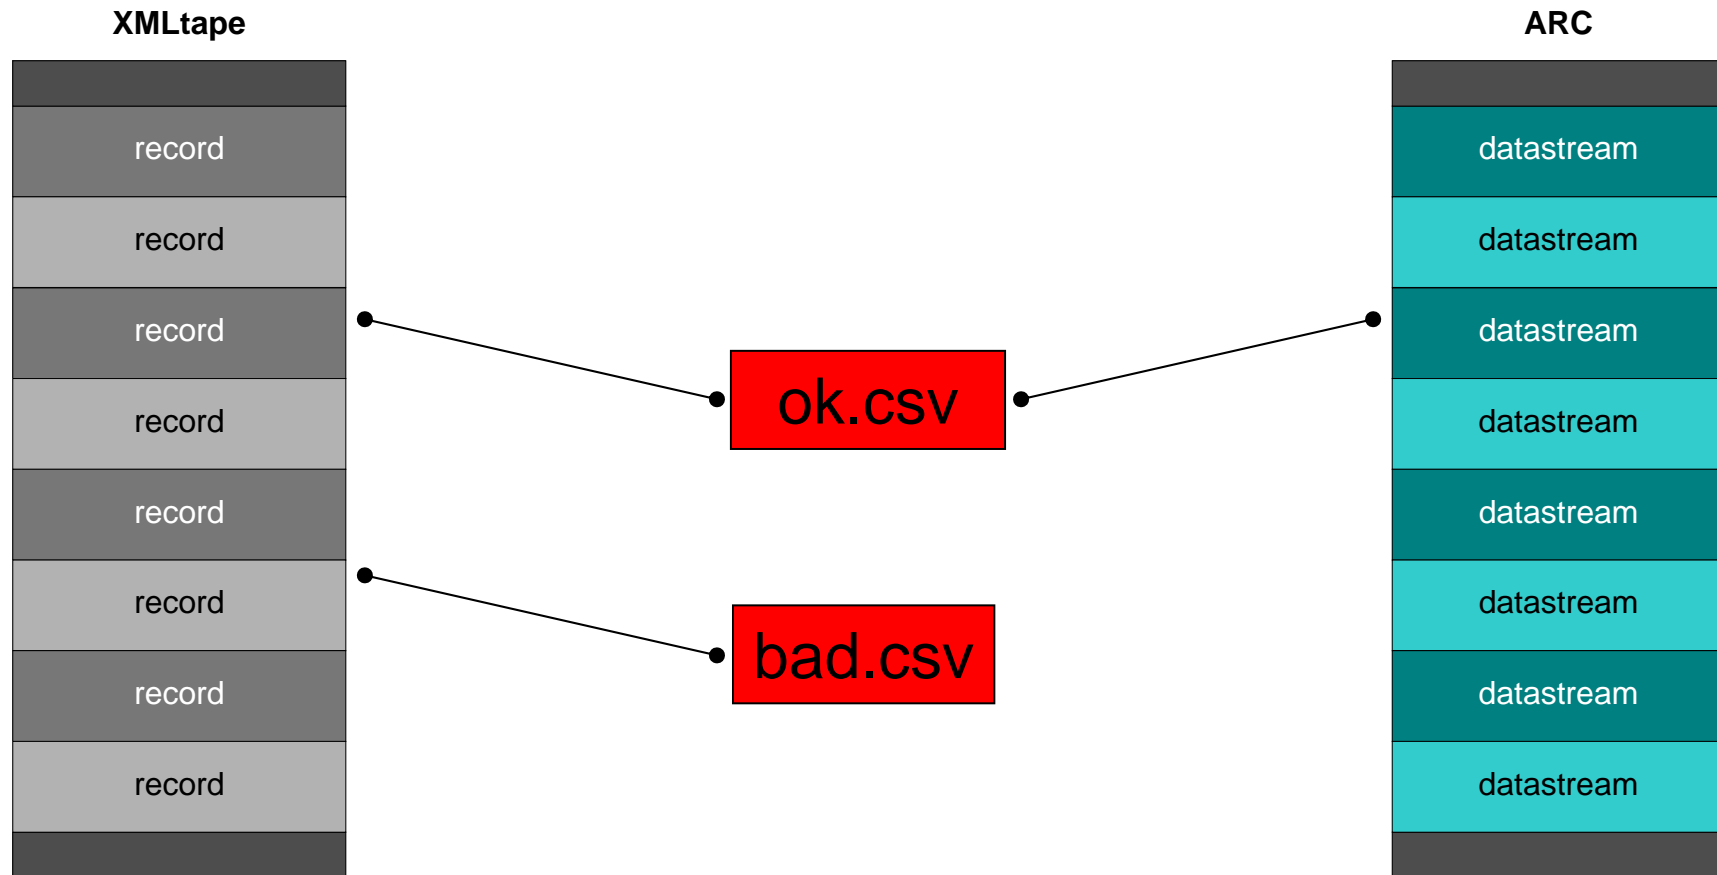 XMLtape
ARC
record
datastream
record
datastream
record
datastream
ok.csv
record
datastream
record
datastream
record
datastream
bad.csv
record
datastream
record
datastream